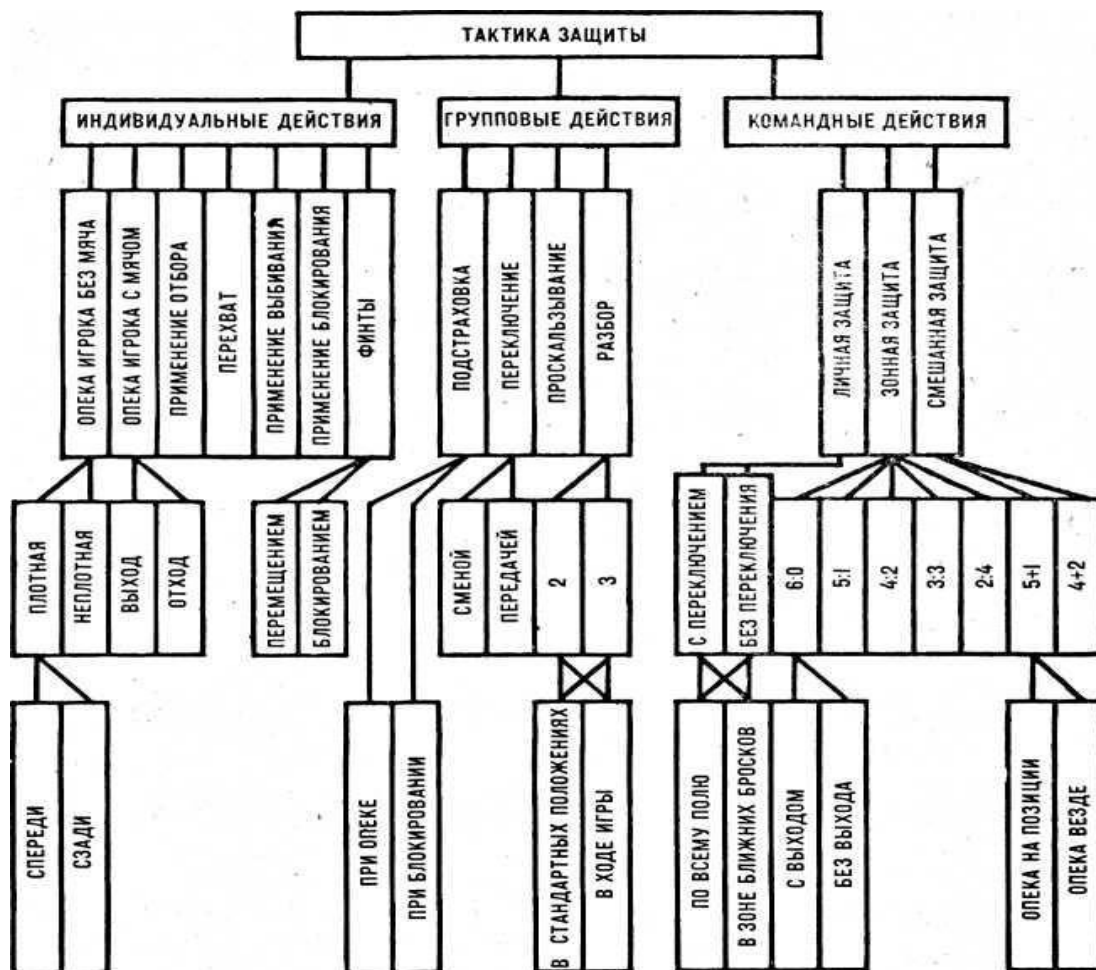 ТАКТИКА ЗАЩИТЫ
ИНДИВИДУАЛЬНЫЕ ДЕЙСТВИЯ
ГРУППОВЫЕ ДЕЙСТВИЯ
КОМАНДНЫЕ ДЕЙСТВИЯ
ОПЕКА ИГРОКА БЕЗ МЯЧА
ОПЕКА ИГРОКА С МЯЧОМ
ПРИМЕНЕНИЕ ОТБОРА
ПЕРЕХВАТ
ПРИМЕНЕНИЕ ВЫБИВАНИЯ
ПРИМЕНЕНИЕ БЛОКИРОВАНИЯ
ФИНТЫ
ПОДСТРАХОВКА
ПЕРЕКЛЮЧЕНИЕ
ПРОСКАЛЬЗЫВАНИЕ
РАЗБОР
ЛИЧНАЯ ЗАЩИТА
ЗОННАЯ ЗАЩИТА
СМЕШАННАЯ ЗАЩИТА
ПЛОТНАЯ
НЕПЛОТНАЯ
ВЫХОД
ОТХОД
ПЕРЕМЕЩЕНИЕМ
БЛОКИРОВАНИЕМ
СМЕНОЙ
ПЕРЕДАЧЕЙ
2
3
С ПЕРЕКЛЮЧЕНИЕМ
БЕЗ ПЕРЕКЛЮЧЕНИЯ
6:0
5:1
4:2
3:3
2:4
5+1
4+2
СПЕРЕДИ
СЗАДИ
ПРИ ОПЕКЕ
ПРИ БЛОКИРОВАНИИ
В СТАНДАРТНЫХ ПОЛОЖЕНИЯХ
В ХОДЕ ИГРЫ
ПО ВСЕМУ ПОЛЮ
В ЗОНЕ БЛИЖНИХ БРОСКОВ
С ВЫХОДОМ
БЕЗ ВЫХОДА
ОПЕКА НА ПОЗИЦИИ
ОПЕКА ВЕЗДЕ